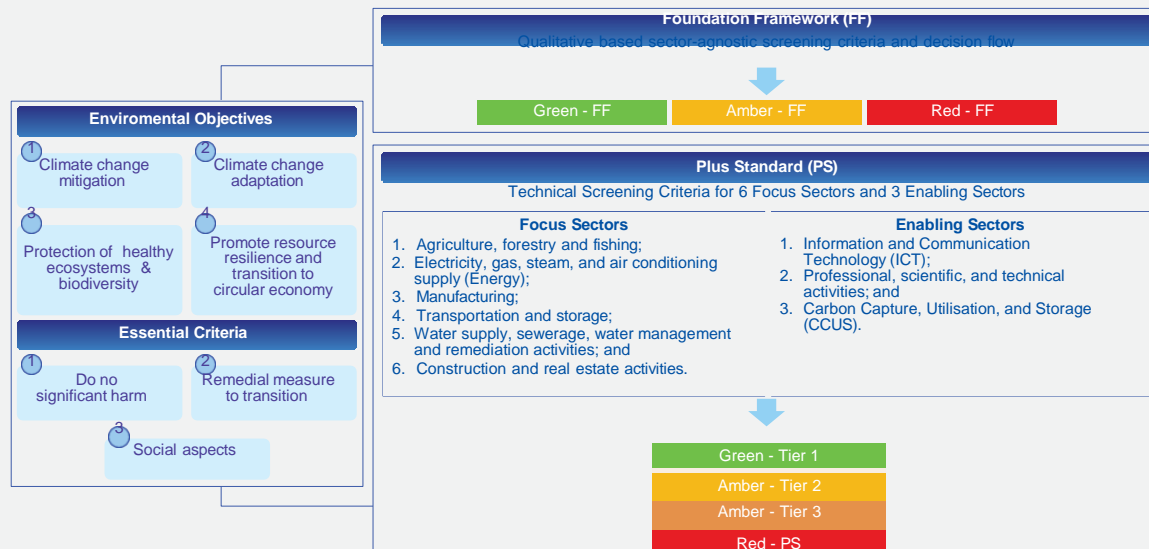 Foundation Framework (FF)
Qualitative based sector-agnostic screening criteria and decision flow
Green - FF
Amber - FF
Red - FF
Enviromental Objectives
1
Climate change
mitigation
2
Climate change
adaptation
3
Protection of healthy
ecosystems &
biodiversity
4
Promote resource
resilience and
transition to
circular economy
Essential Criteria
1
Do no
significant harm
2
Remedial measure
to transition
3
Social aspects
Plus Standard (PS)
Technical Screening Criteria for 6 Focus Sectors and 3 Enabling Sectors
Focus Sectors
1. Agriculture, forestry and fishing;
2. Electricity, gas, steam, and air conditioning
supply (Energy);
3. Manufacturing;
4. Transportation and storage;
5. Water supply, sewerage, water management
and remediation activities; and
6. Construction and real estate activities.
Enabling Sectors
1. Information and Communication
Technology (ICT);
2. Professional, scientific, and technical
activities; and
3. Carbon Capture, Utilisation, and Storage
(CCUS).
Green - Tier 1
Amber - Tier 2
Amber - Tier 3
Red - PS